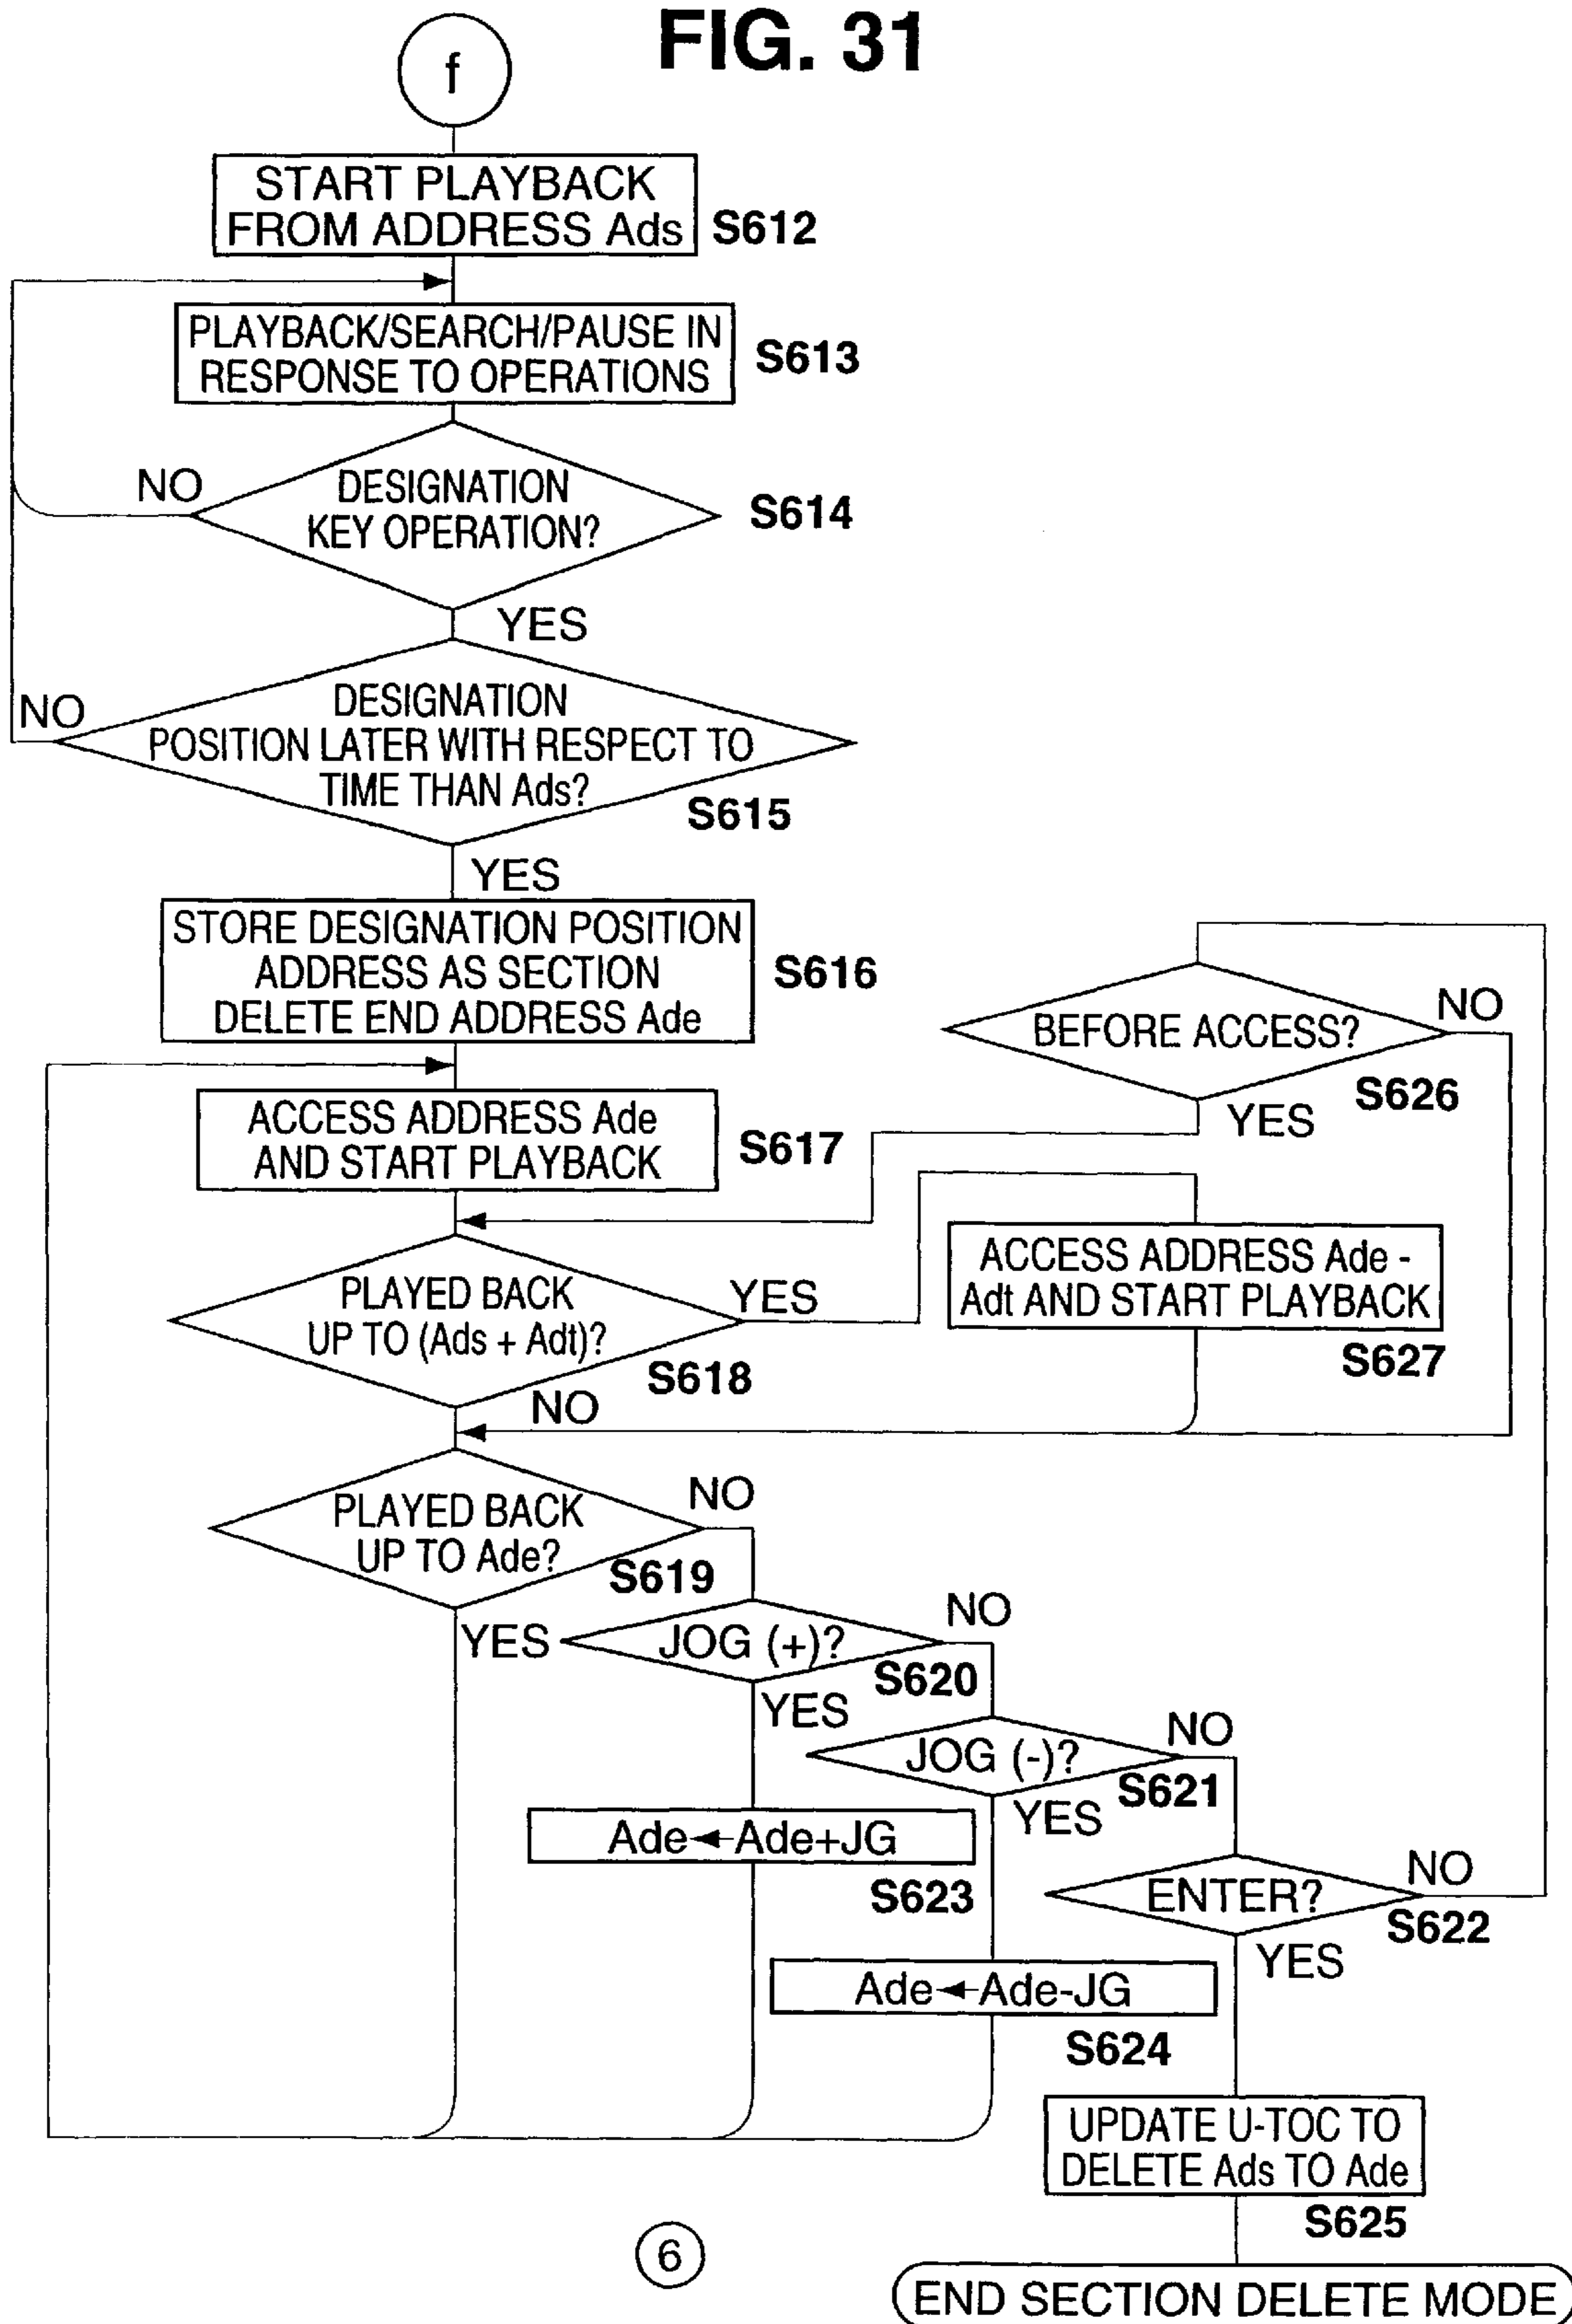 FIG. 31
f
START PLAYBACK
FROM ADDRESS Ads
S612
PLAYBACK/SEARCH/PAUSE IN
RESPONSE TO OPERATIONS
S613
NO
DESIGNATION
KEY OPERATION?
S614
YES
NO
DESIGNATION
POSITION LATER WITH RESPECT TO
TIME THAN Ads?
S615
YES
STORE DESIGNATION POSITION
ADDRESS AS SECTION
DELETE END ADDRESS Ade
S616
BEFORE ACCESS?
NO
S626
YES
ACCESS ADDRESS Ade
AND START PLAYBACK
S617
ACCESS ADDRESS Ade -
Adt AND START PLAYBACK
S627
PLAYED BACK
UP TO (Ads + Adt)?
YES
S618
NO
PLAYED BACK
UP TO Ade?
NO
S619
YES
JOG (+)?
NO
S620
YES
JOG (-)?
NO
S621
YES
Ade←Ade+JG
S623
ENTER?
NO
S622
YES
Ade←Ade-JG
S624
UPDATE U-TOC TO
DELETE Ads TO Ade
S625
6
END SECTION DELETE MODE